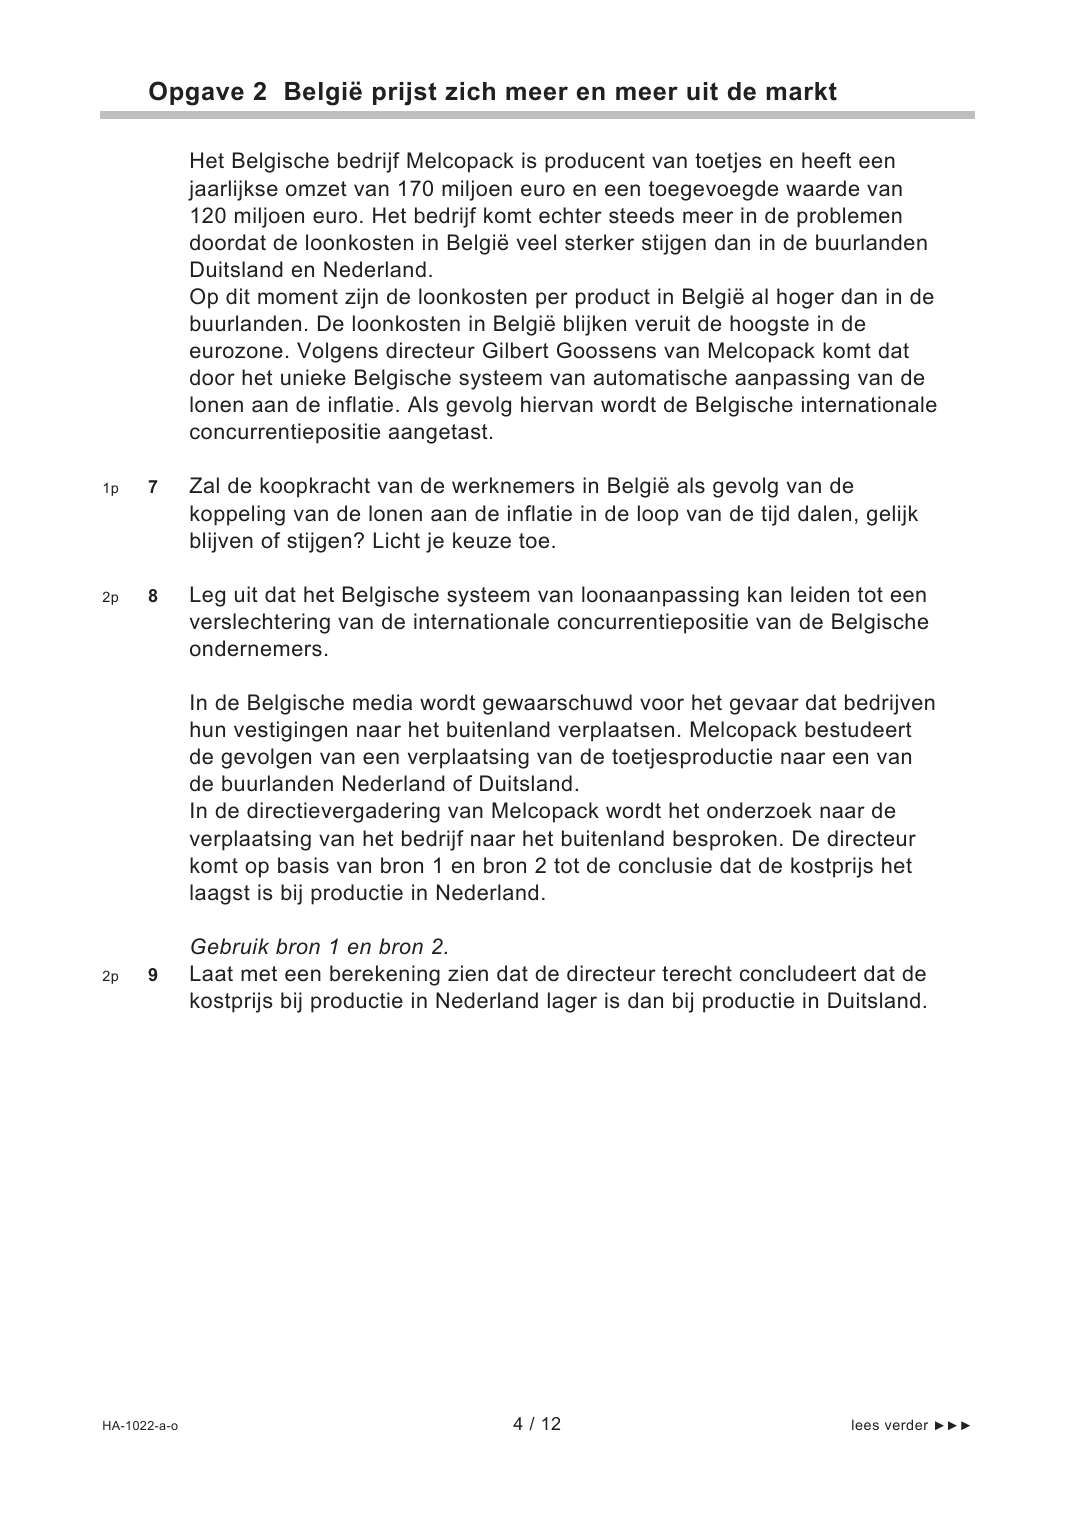 Opgave 2 België prijst zich meer en meer uit de markt
Het Belgische bedrijf Melcopack is producent van toetjes en heeft een
jaarlijkse omzet van 170 miljoen euro en een toegevoegde waarde van
120 miljoen euro. Het bedrijf komt echter steeds meer in de problemen
doordat de loonkosten in België veel sterker stijgen dan in de buurlanden
Duitsland en Nederland.
Op dit moment zijn de loonkosten per product in België al hoger dan in de
buurlanden. De loonkosten in België blijken veruit de hoogste in de
eurozone. Volgens directeur Gilbert Goossens van Melcopack komt dat
door het unieke Belgische systeem van automatische aanpassing van de
lonen aan de inflatie. Als gevolg hiervan wordt de Belgische internationale
concurrentiepositie aangetast.
1p 7 Zal de koopkracht van de werknemers in België als gevolg van de
koppeling van de lonen aan de inflatie in de loop van de tijd dalen, gelijk
blijven of stijgen? Licht je keuze toe.
2p 8 Leg uit dat het Belgische systeem van loonaanpassing kan leiden tot een
verslechtering van de internationale concurrentiepositie van de Belgische
ondernemers.
In de Belgische media wordt gewaarschuwd voor het gevaar dat bedrijven
hun vestigingen naar het buitenland verplaatsen. Melcopack bestudeert
de gevolgen van een verplaatsing van de toetjesproductie naar een van
de buurlanden Nederland of Duitsland.
In de directievergadering van Melcopack wordt het onderzoek naar de
verplaatsing van het bedrijf naar het buitenland besproken. De directeur
komt op basis van bron 1 en bron 2 tot de conclusie dat de kostprijs het
laagst is bij productie in Nederland.
Gebruik bron 1 en bron 2.
2p 9 Laat met een berekening zien dat de directeur terecht concludeert dat de
kostprijs bij productie in Nederland lager is dan bij productie in Duitsland.
HA-1022-a-o 4 / 12 lees verder ►►►